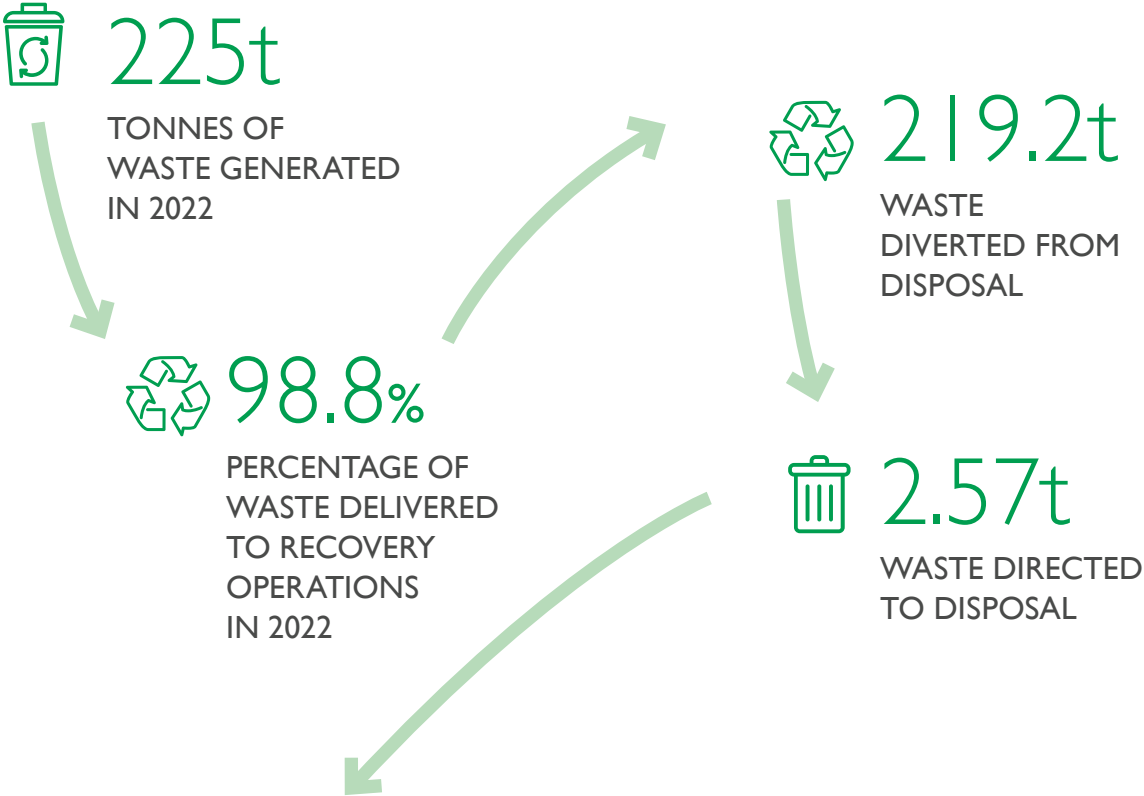 225t
TONNES OF
WASTE GENERATED
IN 2022
98.8%
PERCENTAGE OF
WASTE DELIVERED
TO RECOVERY
OPERATIONS
IN 2022
219.2t
WASTE
DIVERTED FROM
DISPOSAL
2.57t
WASTE DIRECTED
TO DISPOSAL